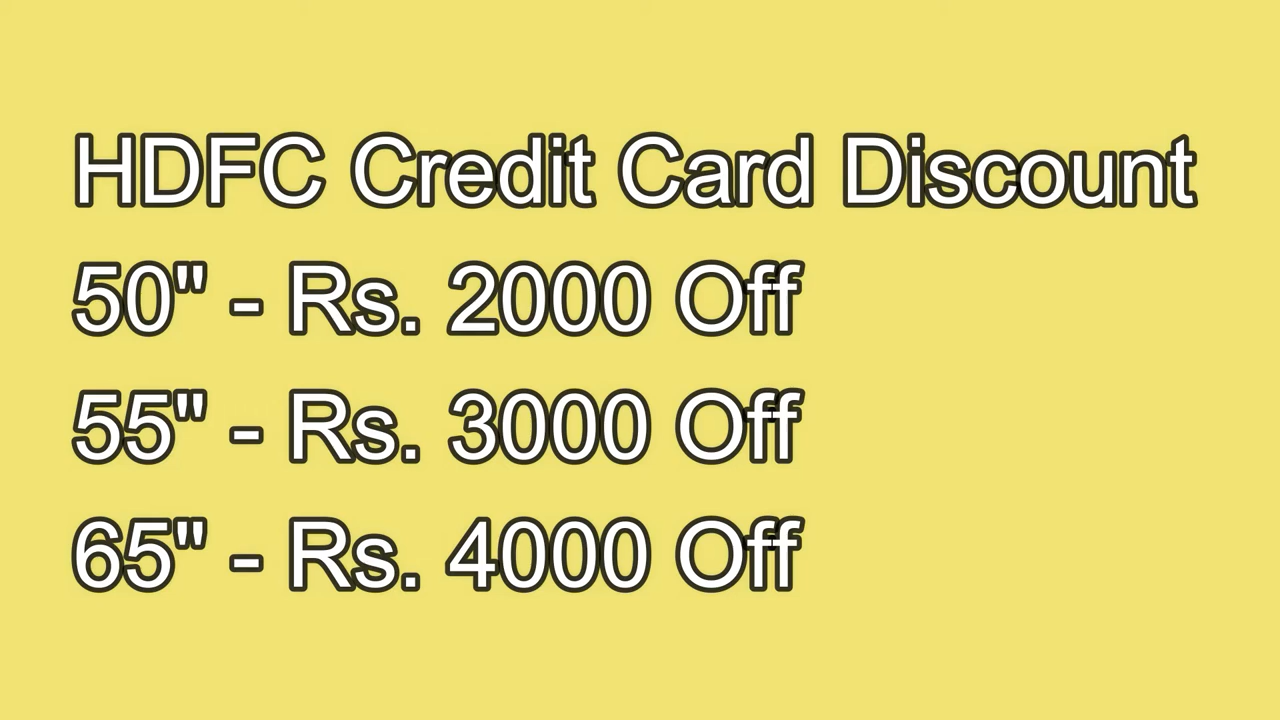 HDFC Credit Card Discount
50" - Rs. 2000 Off
55" - Rs. 3000 Off
65" - Rs. 4000 Off